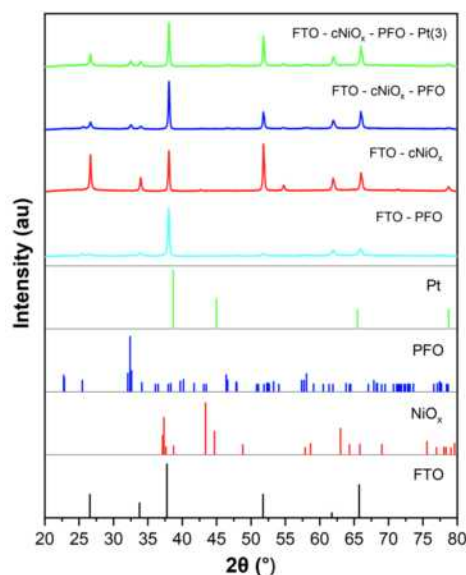 FTO - cNiOₓ - PFO - Pt(3)
FTO - cNiOₓ - PFO
FTO - cNiOₓ
FTO - PFO
Pt
PFO
NiOₓ
FTO
Intensity (au)
20 25 30 35 40 45 50 55 60 65 70 75 80
2θ (°)